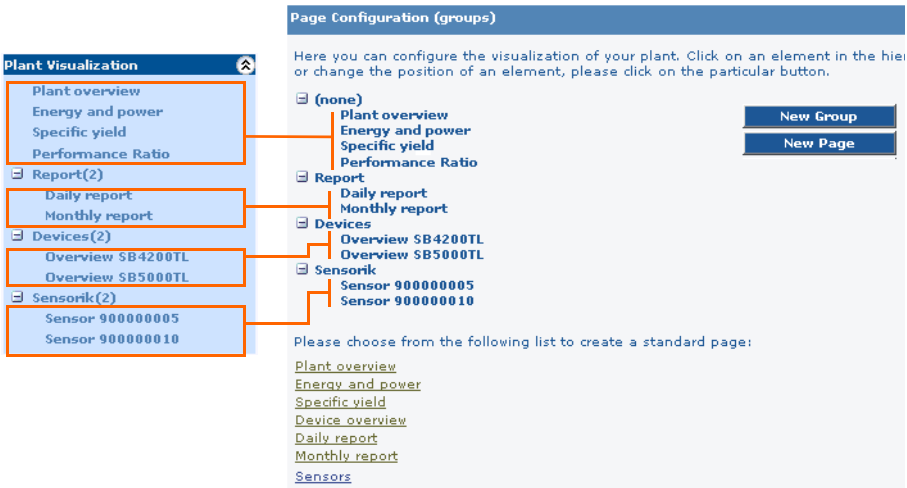 Plant Visualization
Plant overview
Energy and power
Specific yield
Performance Ratio
Report(2)
Daily report
Monthly report
Devices(2)
Overview SB4200TL
Overview SB5000TL
Sensorik(2)
Sensor 900000005
Sensor 900000010
Page Configuration (groups)
Here you can configure the visualization of your plant. Click on an element in the
or change the position of an element, please click on the particular button.
(none)
Plant overview
Energy and power
Specific yield
Performance Ratio
Report
Daily report
Monthly report
Devices
Overview SB4200TL
Overview SB5000TL
Sensorik
Sensor 900000005
Sensor 900000010
New Group
New Page
Please choose from the following list to create a standard page:
Plant overview
Energy and power
Specific yield
Device overview
Daily report
Monthly report
Sensors